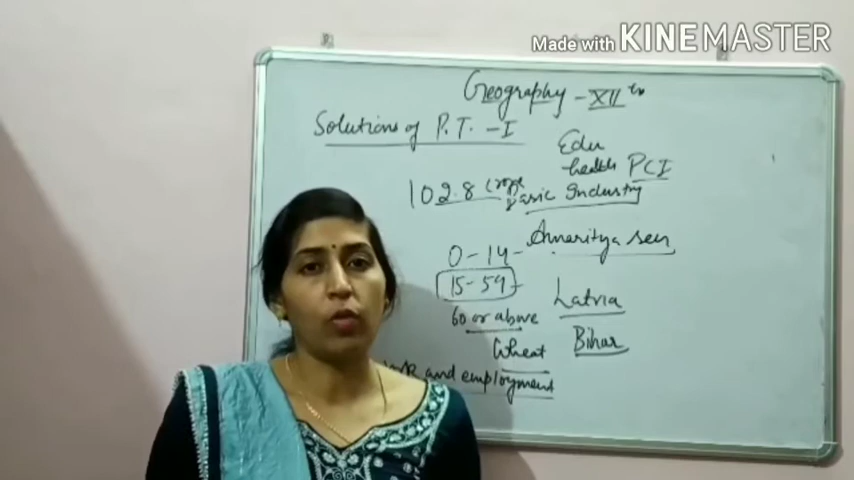 Made with KINEMASTER
Geography - XII th
Solutions of P.T. - I
Edu
health PCI
102.8 crore
Basic Industry
Amaritya sen
0-14
15-59
Latvia
60 or above
Bihar
Wheat
and employment